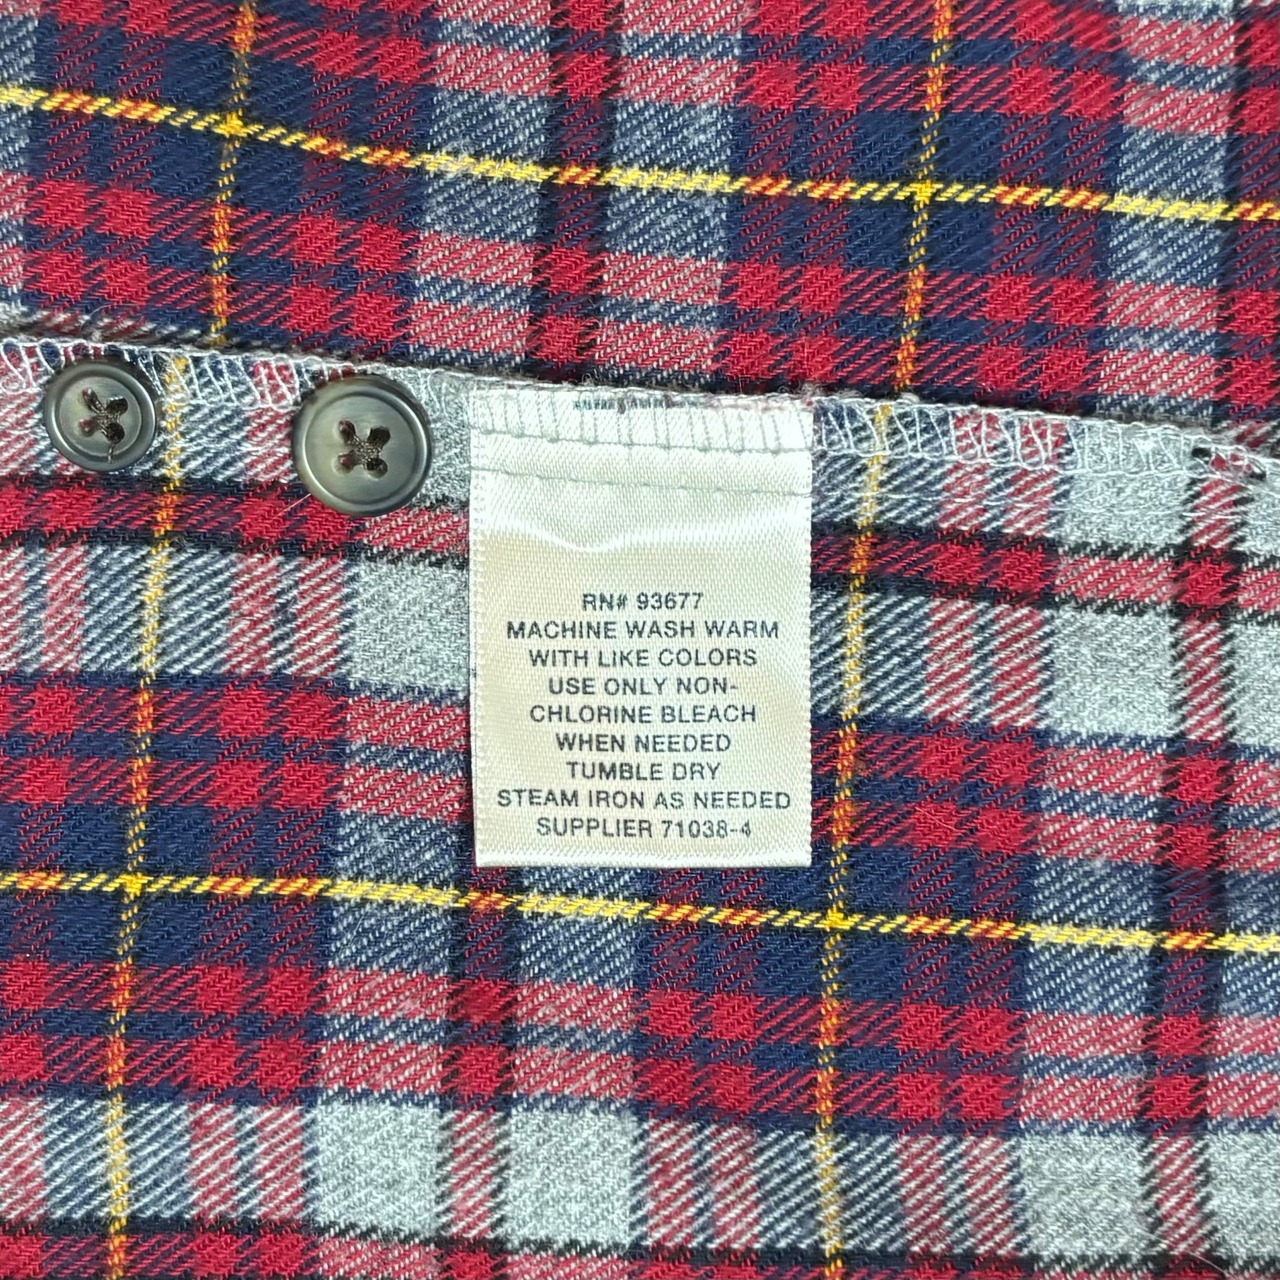 RN# 93677
MACHINE WASH WARM
WITH LIKE COLORS
USE ONLY NON-
CHLORINE BLEACH
WHEN NEEDED
TUMBLE DRY
STEAM IRON AS NEEDED
SUPPLIER 71038-4